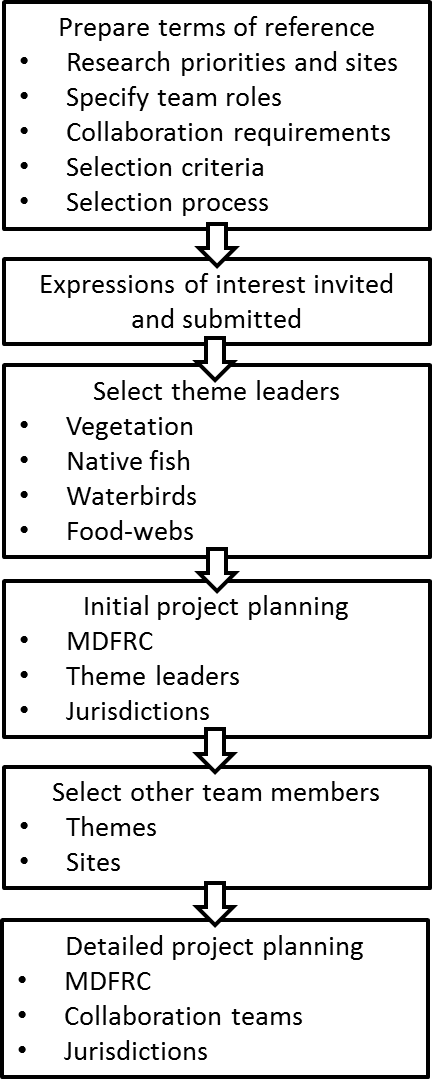 Prepare terms of reference
• Research priorities and sites
• Specify team roles
• Collaboration requirements
• Selection criteria
• Selection process
Expressions of interest invited
and submitted
Select theme leaders
• Vegetation
• Native fish
• Waterbirds
• Food-webs
Initial project planning
• MDFRC
• Theme leaders
• Jurisdictions
Select other team members
• Themes
• Sites
Detailed project planning
• MDFRC
• Collaboration teams
• Jurisdictions